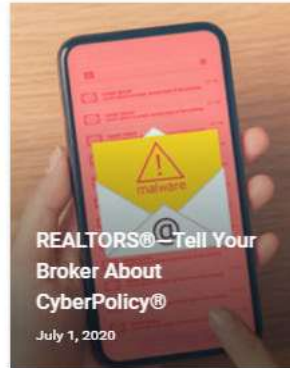 malware
@
REALTORS®—Tell Your
Broker About
CyberPolicy®
July 1, 2020